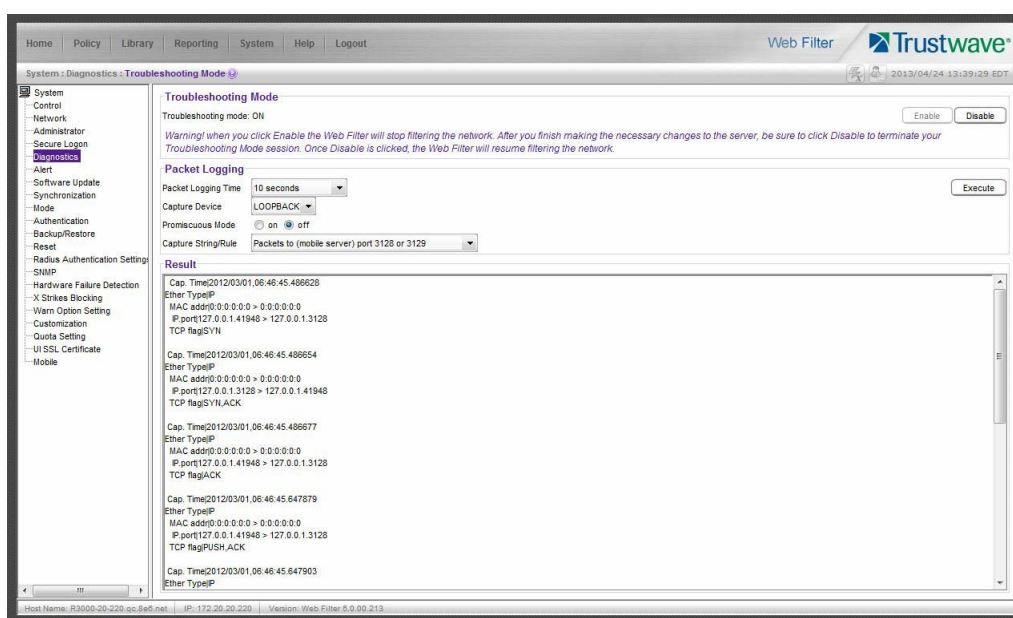 Home Policy Library Reporting System Help Logout
Web Filter
Trustwave®
System : Diagnostics : Troubleshooting Mode
2013/04/24 13:39:29 EDT
System
Control
Network
Administrator
Secure Logon
Diagnostics
Alert
Software Update
Synchronization
Mode
Authentication
Backup/Restore
Reset
Radius Authentication Settings
SNMP
Hardware Failure Detection
X Strikes Blocking
Warn Option Setting
Customization
Quota Setting
UI SSL Certificate
Mobile
Troubleshooting Mode
Troubleshooting mode: ON
Enable Disable
Warning! when you click Enable the Web Filter will stop filtering the network. After you finish making the necessary changes to the server, be sure to click Disable to terminate your
Troubleshooting Mode session. Once Disable is clicked, the Web Filter will resume filtering the network.
Packet Logging
Packet Logging Time 10 seconds
Execute
Capture Device LOOPBACK
Promiscuous Mode on off
Capture String/Rule Packets to (mobile server) port 3128 or 3129
Result
Cap. Time|2012/03/01,06:46:45.486628
Ether Type|IP
MAC addr|0:0:0:0:0:0 > 0:0:0:0:0:0
IP.port|127.0.0.1.41948 > 127.0.0.1.3128
TCP flag|SYN
Cap. Time|2012/03/01,06:46:45.486654
Ether Type|IP
MAC addr|0:0:0:0:0:0 > 0:0:0:0:0:0
IP.port|127.0.0.1.3128 > 127.0.0.1.41948
TCP flag|SYN,ACK
Cap. Time|2012/03/01,06:46:45.486677
Ether Type|IP
MAC addr|0:0:0:0:0:0 > 0:0:0:0:0:0
IP.port|127.0.0.1.41948 > 127.0.0.1.3128
TCP flag|ACK
Cap. Time|2012/03/01,06:46:45.647879
Ether Type|IP
MAC addr|0:0:0:0:0:0 > 0:0:0:0:0:0
IP.port|127.0.0.1.41948 > 127.0.0.1.3128
TCP flag|PUSH,ACK
Cap. Time|2012/03/01,06:46:45.647903
Ether Type|IP
Host Name: R3000-20-220.qc.8e6.net IP: 172.20.20.220 Version: Web Filter 5.0.00.213